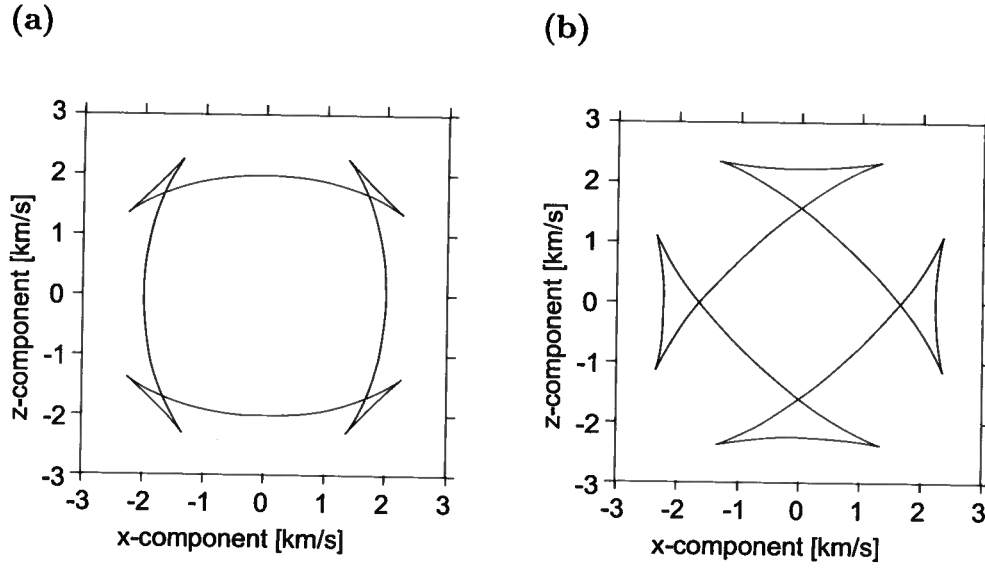 (a)
(b)
3
2
1
0
-1
-2
-3
z-component [km/s]
-3 -2 -1 0 1 2 3
x-component [km/s]
3
2
1
0
-1
-2
-3
z-component [km/s]
-3 -2 -1 0 1 2 3
x-component [km/s]